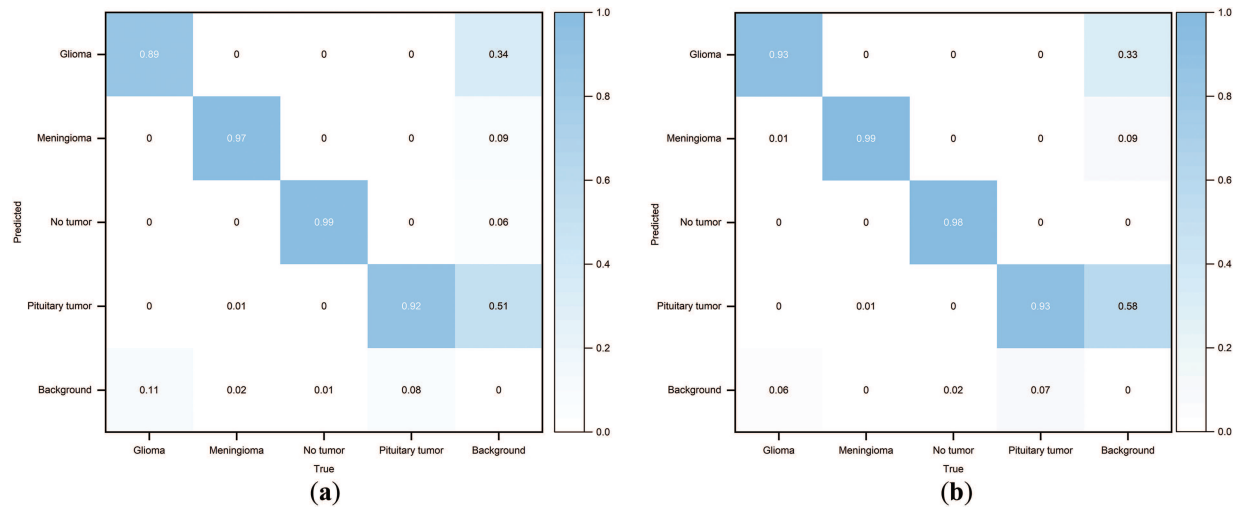 Glioma 0.89 0 0 0 0.34
Meningioma 0 0.97 0 0 0.09
No tumor 0 0 0.99 0 0.06
Pituitary tumor 0 0.01 0 0.92 0.51
Background 0.11 0.02 0.01 0.08 0
Glioma Meningioma No tumor Pituitary tumor Background
True
Predicted
1.0
0.8
0.6
0.4
0.2
0.0
(a)
Glioma 0.93 0 0 0 0.33
Meningioma 0.01 0.99 0 0 0.09
No tumor 0 0 0.98 0 0
Pituitary tumor 0 0.01 0 0.93 0.58
Background 0.06 0 0.02 0.07 0
Glioma Meningioma No tumor Pituitary tumor Background
True
Predicted
1.0
0.8
0.6
0.4
0.2
0.0
(b)